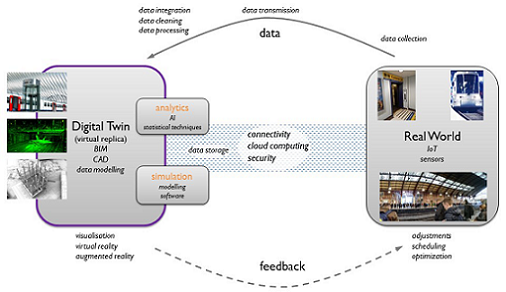 data integration
data cleaning
data processing
data transmission
data
data collection
analytics
AI
statistical techniques
Digital Twin
(virtual replica)
BIM
CAD
data modelling
data storage
connectivity
cloud computing
security
simulation
modelling
software
Real World
IoT
sensors
visualisation
virtual reality
augmented reality
feedback
adjustments
scheduling
optimization